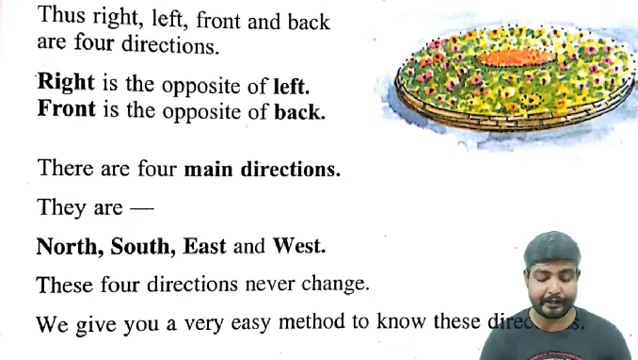 Thus right, left, front and back
are four directions.
Right is the opposite of left.
Front is the opposite of back.
There are four main directions.
They are —
North, South, East and West.
These four directions never change.
We give you a very easy method to know these